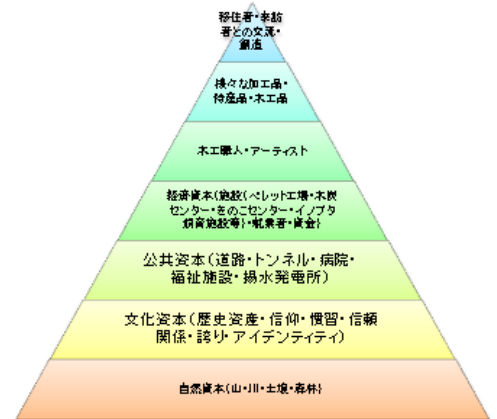 移住者・来訪
者との交流・
創造
様々な加工品・
特産品・木工品
木工職人・アーティスト
経済資本(施設(ペレット工場・木炭
センター・きのこセンター・イノブタ
飼育施設等)・就業者・資金)
公共資本(道路・トンネル・病院・
福祉施設・揚水発電所)
文化資本(歴史資産・信仰・慣習・信頼
関係・誇り・アイデンティティ)
自然資本(山・川・土壌・森林)